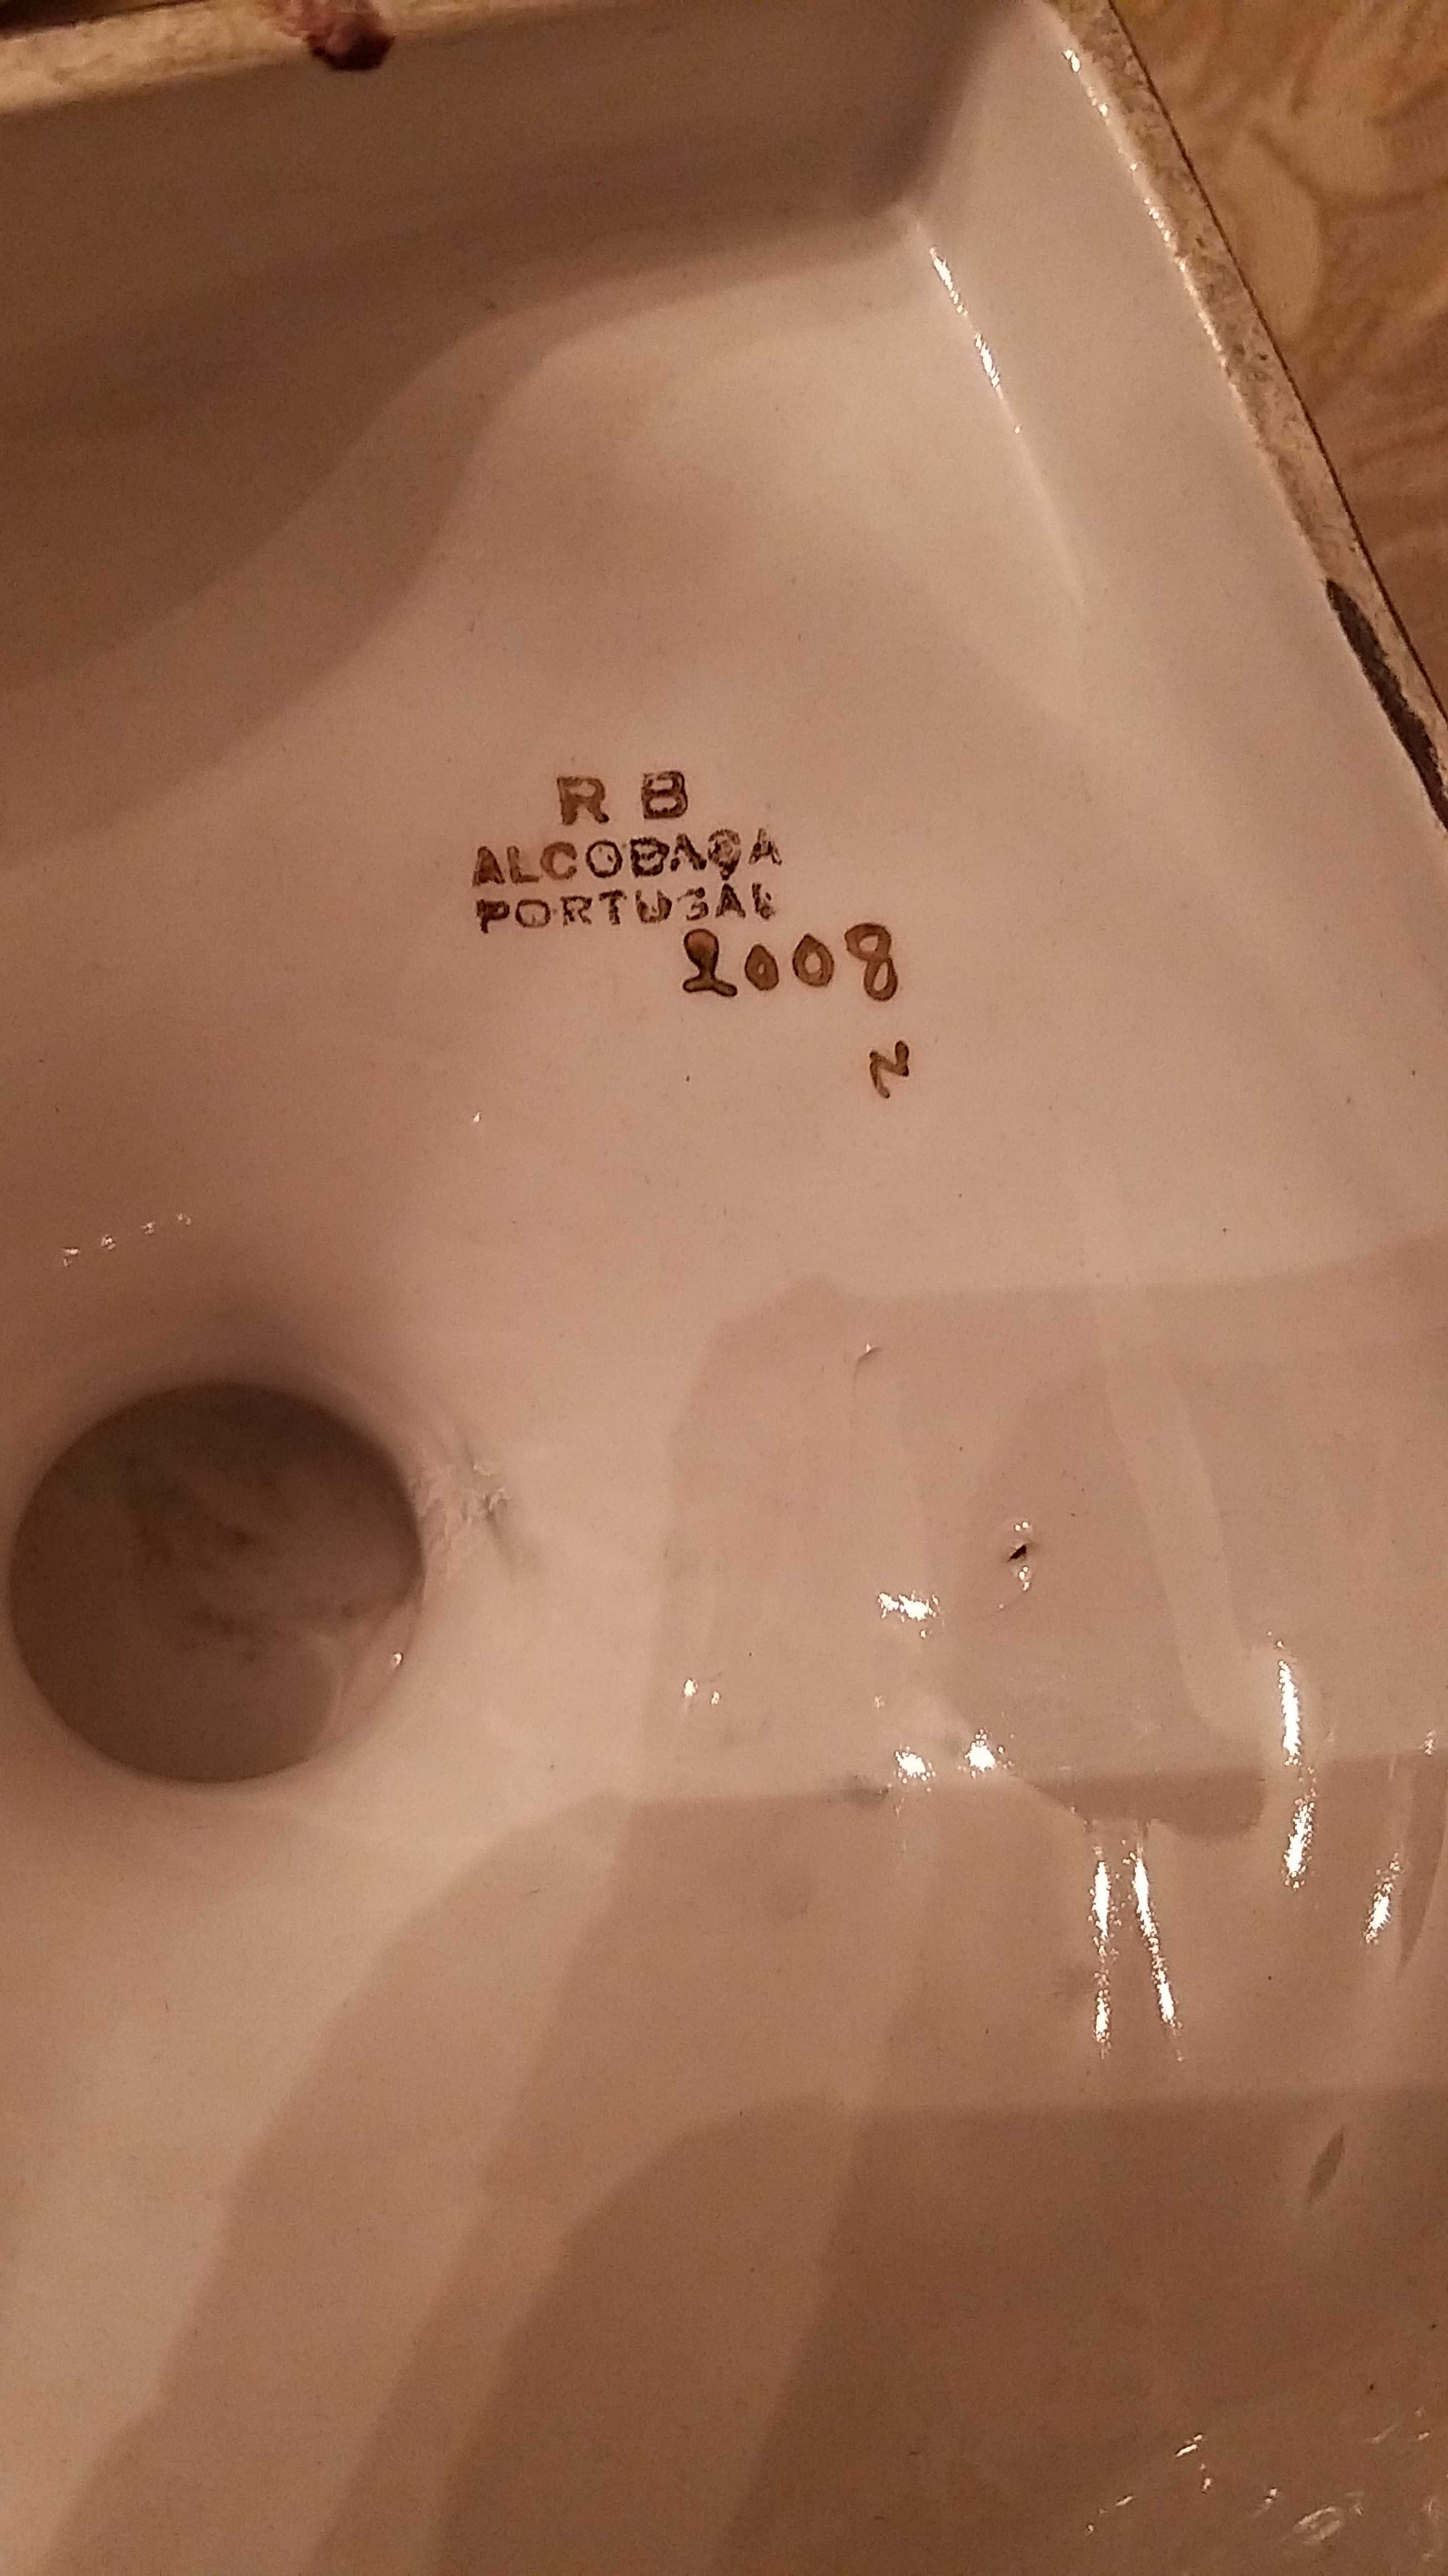 R B
ALCOBAÇA
PORTUGAL
2008
N